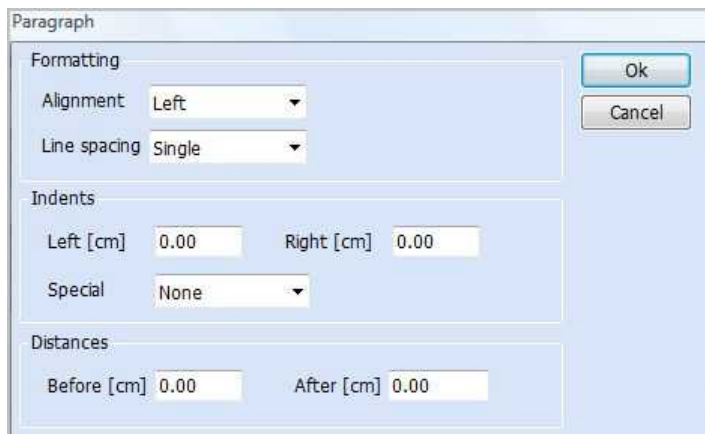 Paragraph
Formatting
Ok
Alignment Left
Cancel
Line spacing Single
Indents
Left [cm] 0.00 Right [cm] 0.00
Special None
Distances
Before [cm] 0.00 After [cm] 0.00